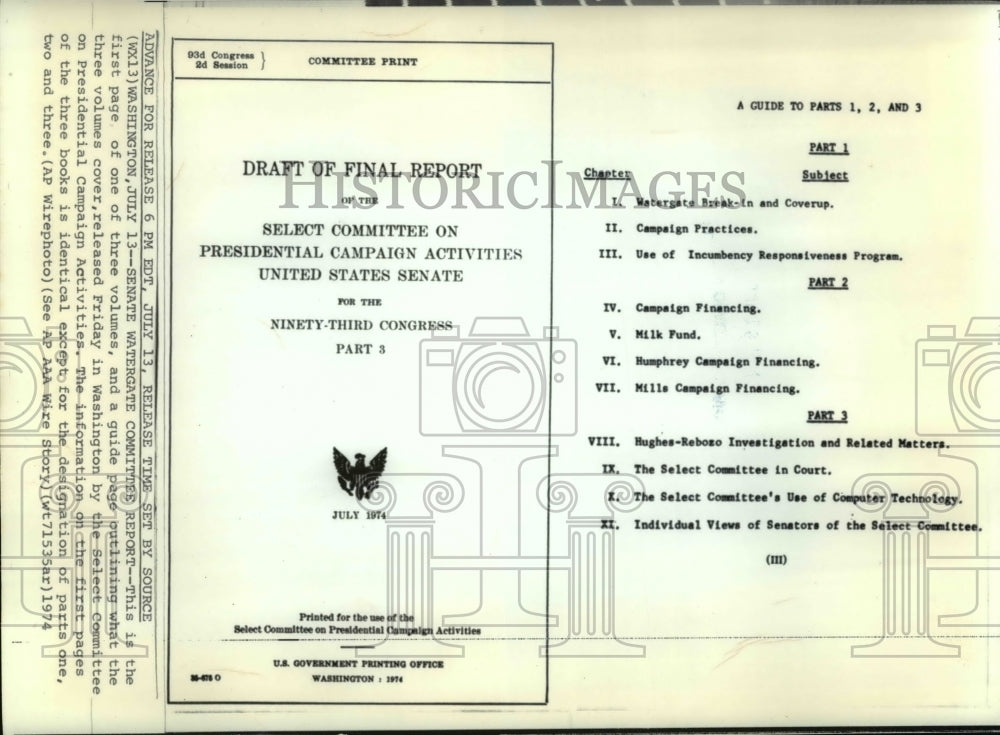 ADVANCE FOR RELEASE 6 PM EDT, JULY 13, RELEASE TIME SET BY SOURCE
(WX13)WASHINGTON,JULY 13--SENATE WATERGATE COMMITTEE REPORT--This is the
first page of one of three volumes, and a guide page outlining what the
three volumes cover,released Friday in Washington by the Select Committee
on Presidential Campaign Activities. The information on the first pages
of the three books is identical except for the designation of parts one,
two and three.(AP Wirephoto)(See AP AAA Wire Story)(wt71535ar)1974
93d Congress
2d Session
COMMITTEE PRINT
DRAFT OF FINAL REPORT
OF THE
SELECT COMMITTEE ON
PRESIDENTIAL CAMPAIGN ACTIVITIES
UNITED STATES SENATE
FOR THE
NINETY-THIRD CONGRESS
PART 3
JULY 1974
Printed for the use of the
Select Committee on Presidential Campaign Activities
U.S. GOVERNMENT PRINTING OFFICE
WASHINGTON : 1974
A GUIDE TO PARTS 1, 2, AND 3
PART 1
Chapter Subject
I. Watergate Break-in and Coverup.
II. Campaign Practices.
III. Use of Incumbency Responsiveness Program.
PART 2
IV. Campaign Financing.
V. Milk Fund.
VI. Humphrey Campaign Financing.
VII. Mills Campaign Financing.
PART 3
VIII. Hughes-Rebozo Investigation and Related Matters.
IX. The Select Committee in Court.
X. The Select Committee's Use of Computer Technology.
XI. Individual Views of Senators of the Select Committee.
(III)
HISTORIC IMAGES